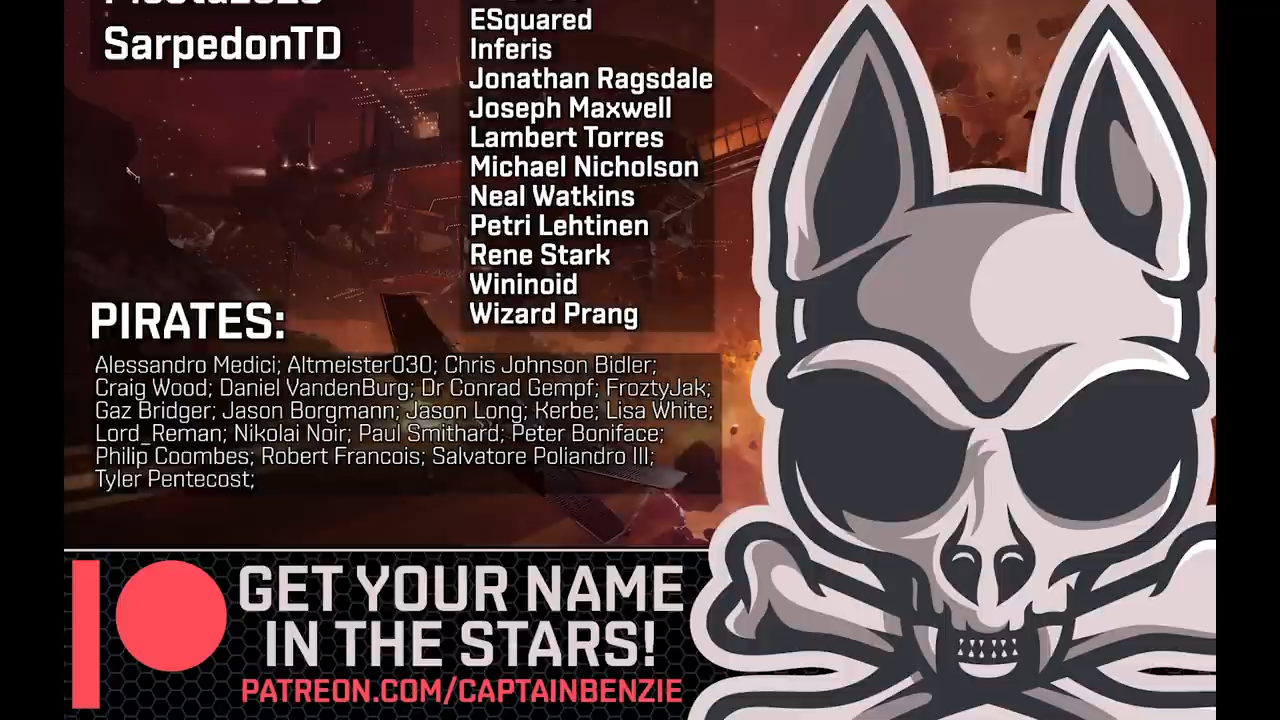 SarpedonTD
ESquared
Inferis
Jonathan Ragsdale
Joseph Maxwell
Lambert Torres
Michael Nicholson
Neal Watkins
Petri Lehtinen
Rene Stark
Wininoid
Wizard Prang
PIRATES:
Alessandro Medici; Altmeister030; Chris Johnson Bidler;
Craig Wood; Daniel VandenBurg; Dr Conrad Gempf; FroztyJak;
Gaz Bridger; Jason Borgmann; Jason Long; Kerbe; Lisa White;
Lord_Reman; Nikolai Noir; Paul Smithard; Peter Boniface;
Philip Coombes; Robert Francois; Salvatore Poliandro III;
Tyler Pentecost;
GET YOUR NAME
IN THE STARS!
PATREON.COM/CAPTAINBENZIE